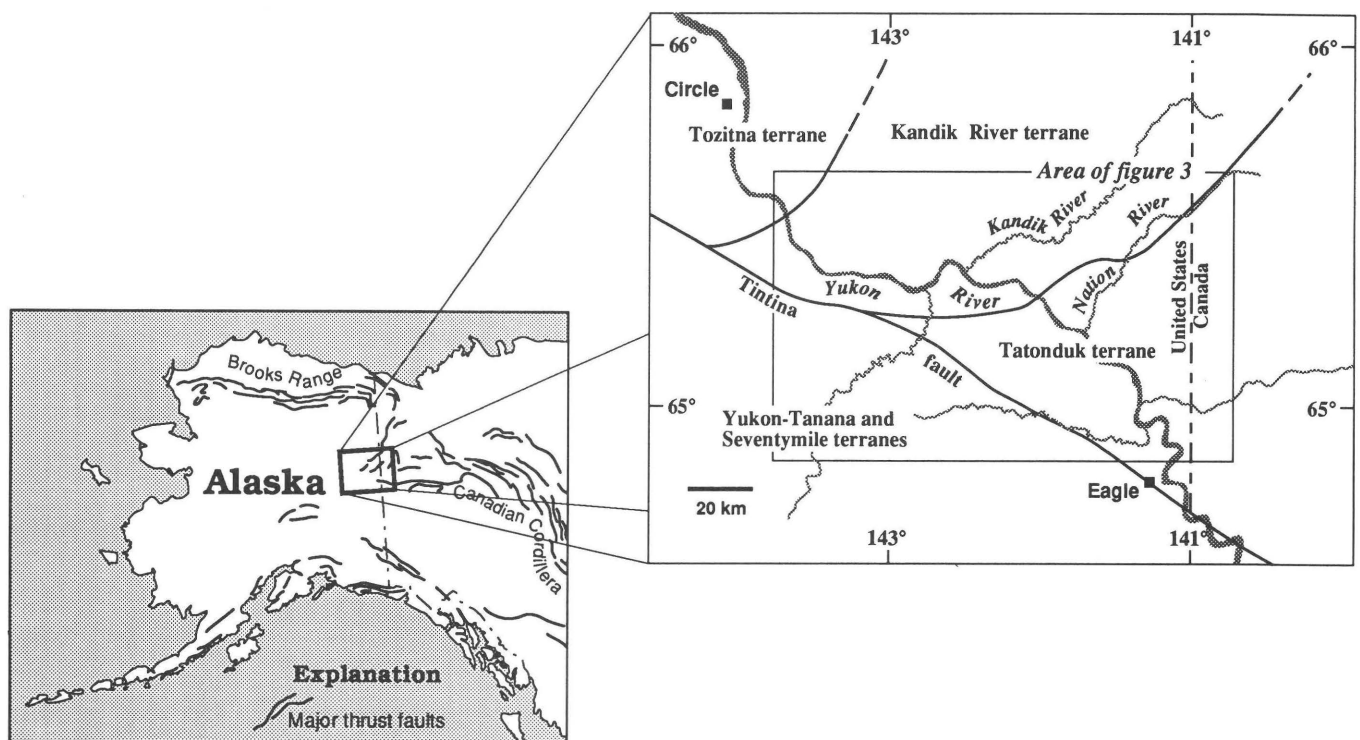 Brooks Range
Alaska
Canadian Cordillera
Explanation
Major thrust faults
143°
141°
66°
66°
Circle
Tozitna terrane
Kandik River terrane
Area of figure 3
Kandik River
Nation River
Yukon River
Tintina fault
United States
Canada
Tatonduk terrane
65°
65°
Yukon-Tanana and
Seventymile terranes
Eagle
20 km
143°
141°